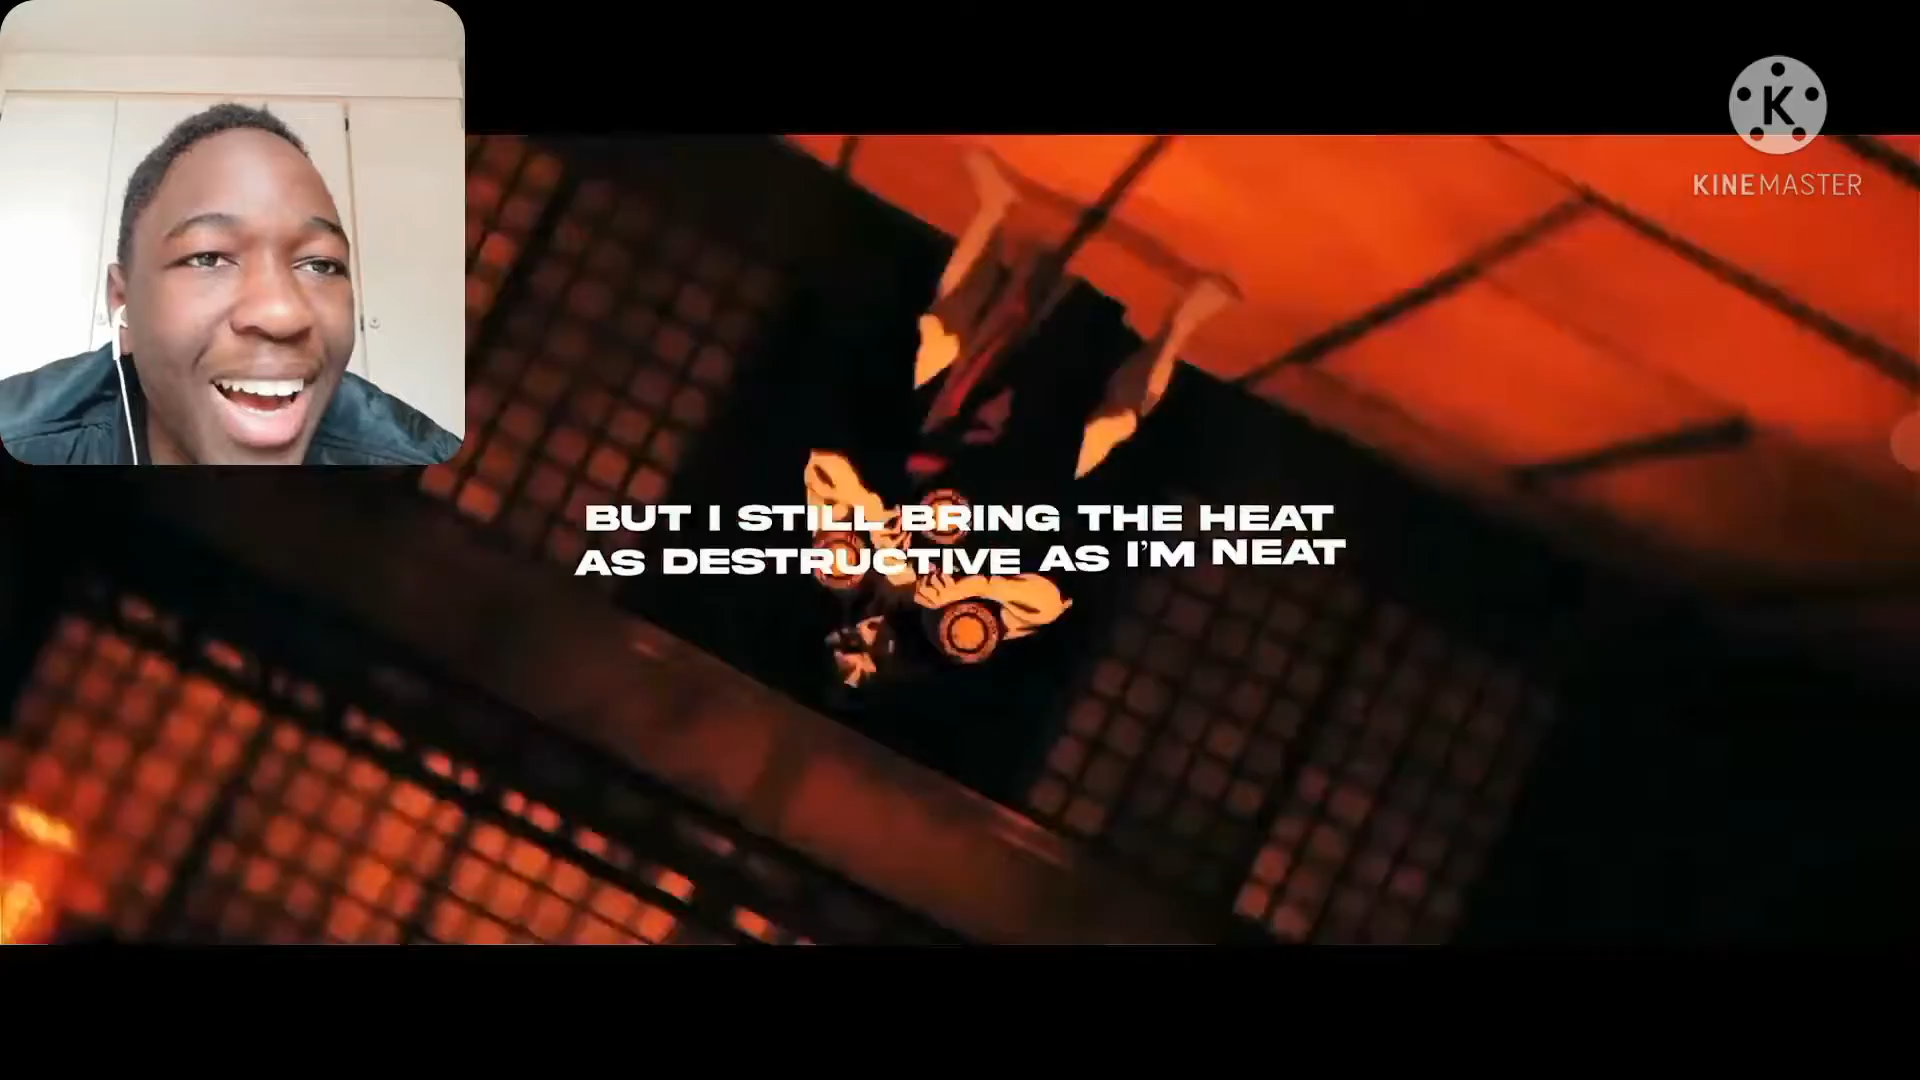 K
KINEMASTER
BUT I STILL BRING THE HEAT
AS DESTRUCTIVE AS I'M NEAT